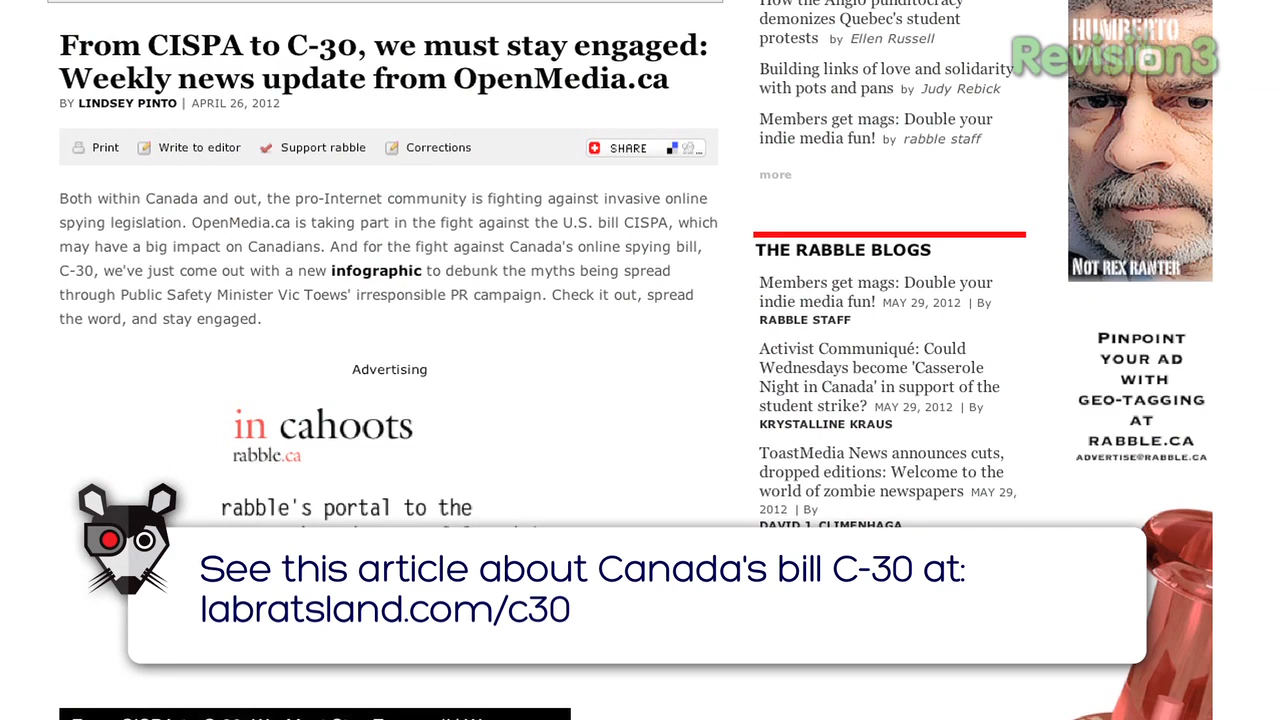 From CISPA to C-30, we must stay engaged:
Weekly news update from OpenMedia.ca
BY LINDSEY PINTO | APRIL 26, 2012
Print Write to editor Support rabble Corrections SHARE
Both within Canada and out, the pro-Internet community is fighting against invasive online
spying legislation. OpenMedia.ca is taking part in the fight against the U.S. bill CISPA, which
may have a big impact on Canadians. And for the fight against Canada's online spying bill,
C-30, we've just come out with a new infographic to debunk the myths being spread
through Public Safety Minister Vic Toews' irresponsible PR campaign. Check it out, spread
the word, and stay engaged.
Advertising
in cahoots
rabble.ca
rabble's portal to the
How the Anglo punditocracy
demonizes Quebec's student
protests by Ellen Russell
Building links of love and solidarity
with pots and pans by Judy Rebick
Members get mags: Double your
indie media fun! by rabble staff
more
THE RABBLE BLOGS
Members get mags: Double your
indie media fun! MAY 29, 2012 | By
RABBLE STAFF
Activist Communiqué: Could
Wednesdays become 'Casserole
Night in Canada' in support of the
student strike? MAY 29, 2012 | By
KRYSTALLINE KRAUS
ToastMedia News announces cuts,
dropped editions: Welcome to the
world of zombie newspapers MAY 29,
2012 | By
DAVID J. CLIMENHAGA
HUMBERTO
Revision3
NOT REX RANTER
PINPOINT
YOUR AD
WITH
GEO-TAGGING
AT
RABBLE.CA
ADVERTISE@RABBLE.CA
See this article about Canada's bill C-30 at:
labratsland.com/c30